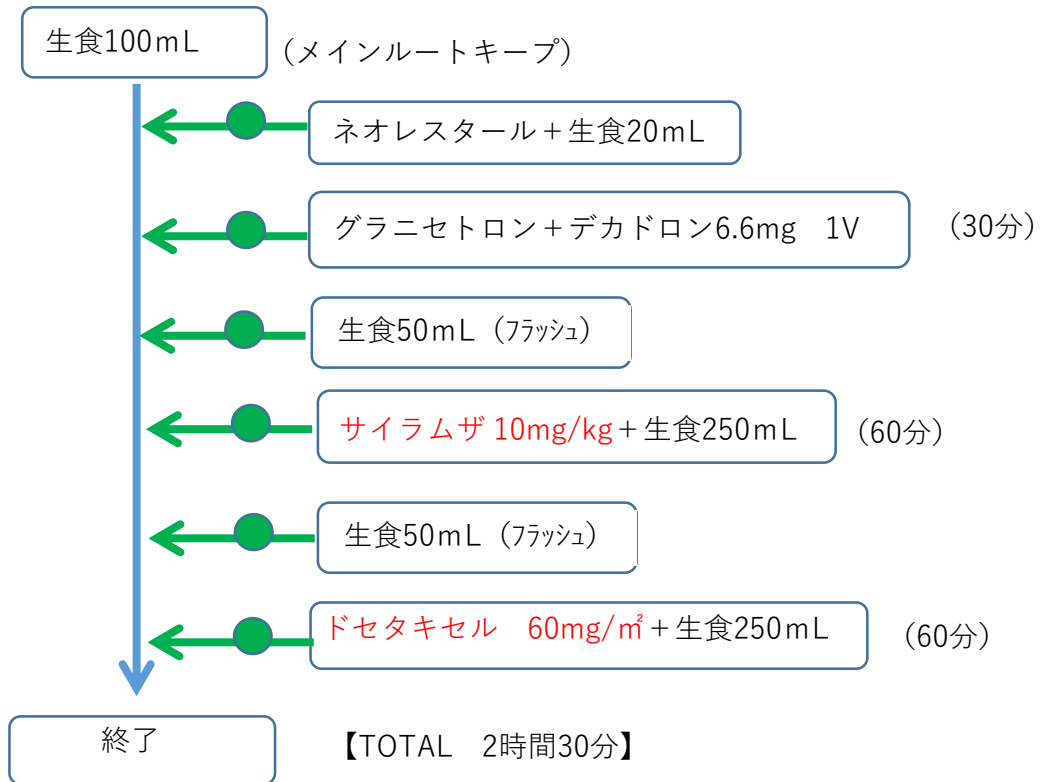 生食100mL
(メインルートキープ)
ネオレスタール+生食20mL
グラニセトロン+デカドロン6.6mg　1V
(30分)
生食50mL (ﾌﾗｯｼｭ)
サイラムザ 10mg/kg+生食250mL
(60分)
生食50mL (ﾌﾗｯｼｭ)
ドセタキセル　60mg/㎡+生食250mL
(60分)
終了
【TOTAL　2時間30分】